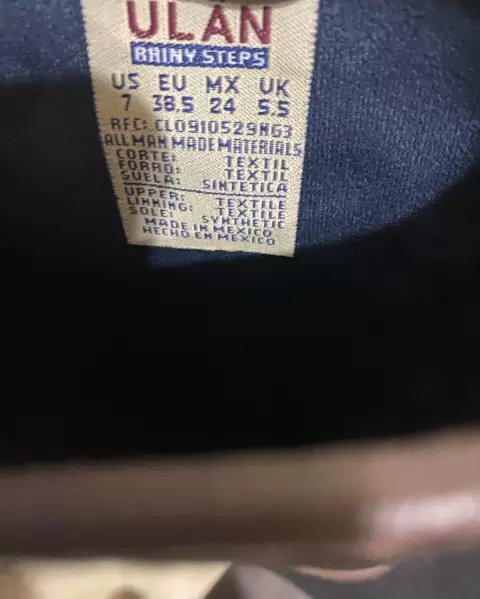 ULAN
RAINY STEPS
US EU MX UK
7 38.5 24 5.5
RFC: CLO910529NG3
ALL MAN MADE MATERIALS
CORTE: TEXTIL
FORRO: TEXTIL
SUELA: SINTETICA
UPPER: TEXTILE
LINNING: TEXTILE
SOLE: SYNTHETIC
MADE IN MEXICO
HECHO EN MEXICO